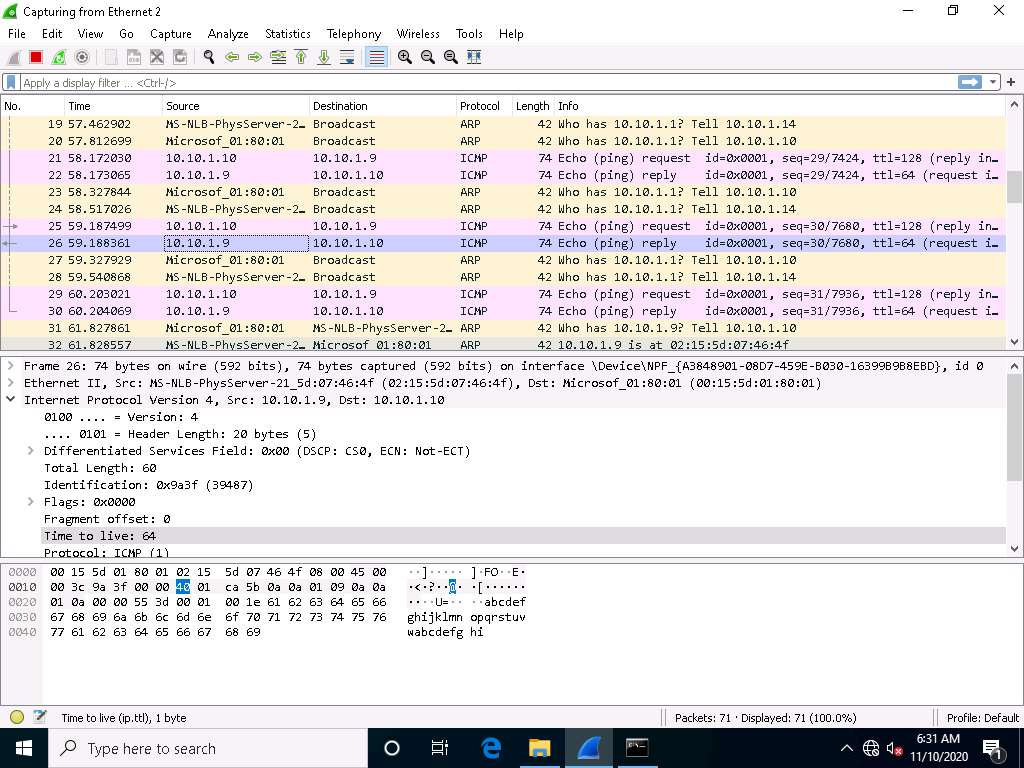 Capturing from Ethernet 2
File Edit View Go Capture Analyze Statistics Telephony Wireless Tools Help
Apply a display filter ... <Ctrl-/>
No. Time Source Destination Protocol Length Info
19 57.462902 MS-NLB-PhysServer-2… Broadcast ARP 42 Who has 10.10.1.1? Tell 10.10.1.14
20 57.812699 Microsof_01:80:01 Broadcast ARP 42 Who has 10.10.1.1? Tell 10.10.1.10
21 58.172030 10.10.1.10 10.10.1.9 ICMP 74 Echo (ping) request id=0x0001, seq=29/7424, ttl=128 (reply in…
22 58.173065 10.10.1.9 10.10.1.10 ICMP 74 Echo (ping) reply id=0x0001, seq=29/7424, ttl=64 (request i…
23 58.327844 Microsof_01:80:01 Broadcast ARP 42 Who has 10.10.1.1? Tell 10.10.1.10
24 58.517026 MS-NLB-PhysServer-2… Broadcast ARP 42 Who has 10.10.1.1? Tell 10.10.1.14
25 59.187499 10.10.1.10 10.10.1.9 ICMP 74 Echo (ping) request id=0x0001, seq=30/7680, ttl=128 (reply in…
26 59.188361 10.10.1.9 10.10.1.10 ICMP 74 Echo (ping) reply id=0x0001, seq=30/7680, ttl=64 (request i…
27 59.327929 Microsof_01:80:01 Broadcast ARP 42 Who has 10.10.1.1? Tell 10.10.1.10
28 59.540868 MS-NLB-PhysServer-2… Broadcast ARP 42 Who has 10.10.1.1? Tell 10.10.1.14
29 60.203021 10.10.1.10 10.10.1.9 ICMP 74 Echo (ping) request id=0x0001, seq=31/7936, ttl=128 (reply in…
30 60.204069 10.10.1.9 10.10.1.10 ICMP 74 Echo (ping) reply id=0x0001, seq=31/7936, ttl=64 (request i…
31 61.827861 Microsof_01:80:01 MS-NLB-PhysServer-2… ARP 42 Who has 10.10.1.9? Tell 10.10.1.10
32 61.828557 MS-NLB-PhysServer-2… Microsof_01:80:01 ARP 42 10.10.1.9 is at 02:15:5d:07:46:4f
Frame 26: 74 bytes on wire (592 bits), 74 bytes captured (592 bits) on interface \Device\NPF_{A3848901-08D7-459E-B030-16399B9B8EBD}, id 0
Ethernet II, Src: MS-NLB-PhysServer-21_5d:07:46:4f (02:15:5d:07:46:4f), Dst: Microsof_01:80:01 (00:15:5d:01:80:01)
Internet Protocol Version 4, Src: 10.10.1.9, Dst: 10.10.1.10
0100 .... = Version: 4
.... 0101 = Header Length: 20 bytes (5)
Differentiated Services Field: 0x00 (DSCP: CS0, ECN: Not-ECT)
Total Length: 60
Identification: 0x9a3f (39487)
Flags: 0x0000
Fragment offset: 0
Time to live: 64
Protocol: ICMP (1)
0000 00 15 5d 01 80 01 02 15 5d 07 46 4f 08 00 45 00 ··]····· ]·FO··E·
0010 00 3c 9a 3f 00 00 40 01 ca 5b 0a 0a 01 09 0a 0a ·<·?··@· ·[······
0020 01 0a 00 00 55 3d 00 01 00 1e 61 62 63 64 65 66 ····U=·· ··abcdef
0030 67 68 69 6a 6b 6c 6d 6e 6f 70 71 72 73 74 75 76 ghijklmn opqrstuv
0040 77 61 62 63 64 65 66 67 68 69 wabcdefg hi
Time to live (ip.ttl), 1 byte Packets: 71 · Displayed: 71 (100.0%) Profile: Default
Type here to search
6:31 AM
11/10/2020
1